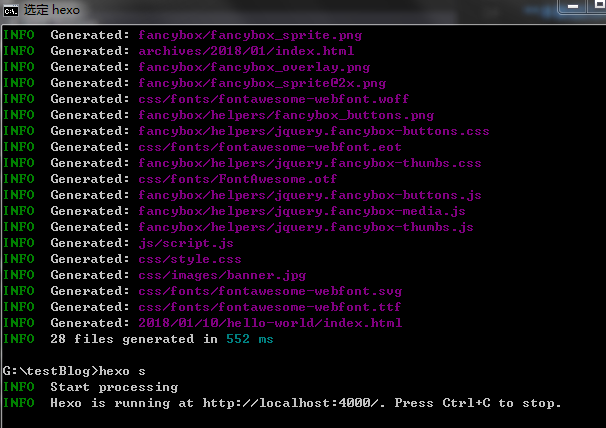 选定 hexo
INFO  Generated: fancybox/fancybox_sprite.png
INFO  Generated: archives/2018/01/index.html
INFO  Generated: fancybox/fancybox_overlay.png
INFO  Generated: fancybox/fancybox_sprite@2x.png
INFO  Generated: css/fonts/fontawesome-webfont.woff
INFO  Generated: fancybox/helpers/fancybox_buttons.png
INFO  Generated: fancybox/helpers/jquery.fancybox-buttons.css
INFO  Generated: css/fonts/fontawesome-webfont.eot
INFO  Generated: fancybox/helpers/jquery.fancybox-thumbs.css
INFO  Generated: css/fonts/FontAwesome.otf
INFO  Generated: fancybox/helpers/jquery.fancybox-buttons.js
INFO  Generated: fancybox/helpers/jquery.fancybox-media.js
INFO  Generated: fancybox/helpers/jquery.fancybox-thumbs.js
INFO  Generated: js/script.js
INFO  Generated: css/style.css
INFO  Generated: css/images/banner.jpg
INFO  Generated: css/fonts/fontawesome-webfont.svg
INFO  Generated: css/fonts/fontawesome-webfont.ttf
INFO  Generated: 2018/01/10/hello-world/index.html
INFO  28 files generated in 552 ms
G:\testBlog>hexo s
INFO  Start processing
INFO  Hexo is running at http://localhost:4000/. Press Ctrl+C to stop.